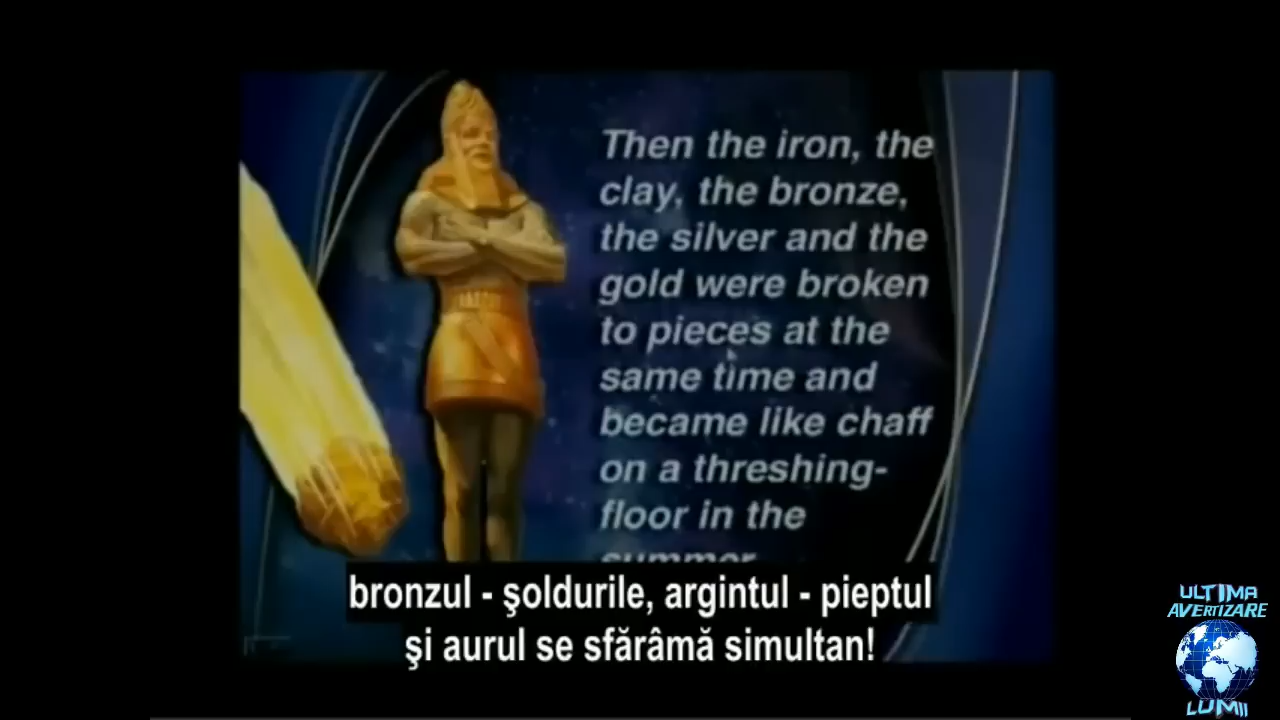 Then the iron, the
clay, the bronze,
the silver and the
gold were broken
to pieces at the
same time and
became like chaff
on a threshing-
floor in the
summer
bronzul - şoldurile, argintul - pieptul
şi aurul se sfărâmă simultan!
ULTIMA
AVERTIZARE
LUMII